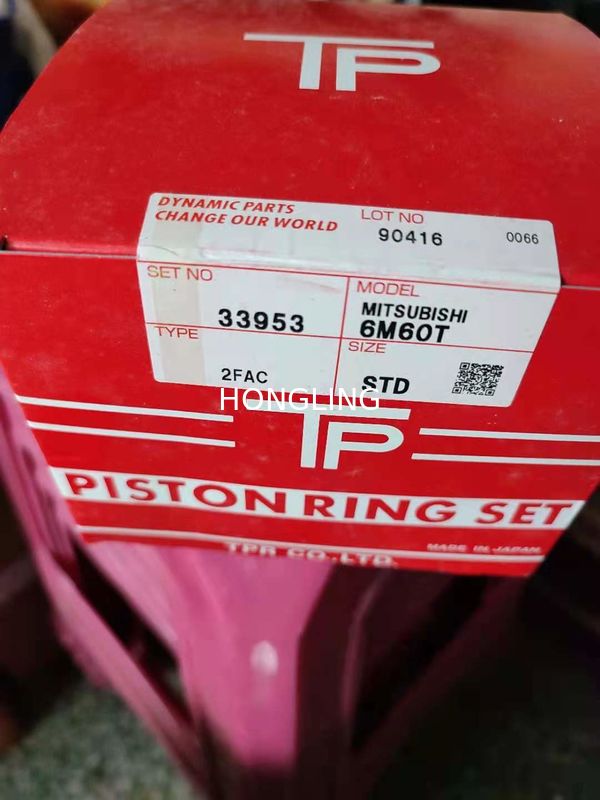 TP
DYNAMIC PARTS
CHANGE OUR WORLD
LOT NO
90416
0066
SET NO
33953
MODEL
MITSUBISHI
6M60T
TYPE
2FAC
SIZE
STD
HONGLING
TP
PISTON RING SET
MADE IN JAPAN
TPR CO.,LTD.